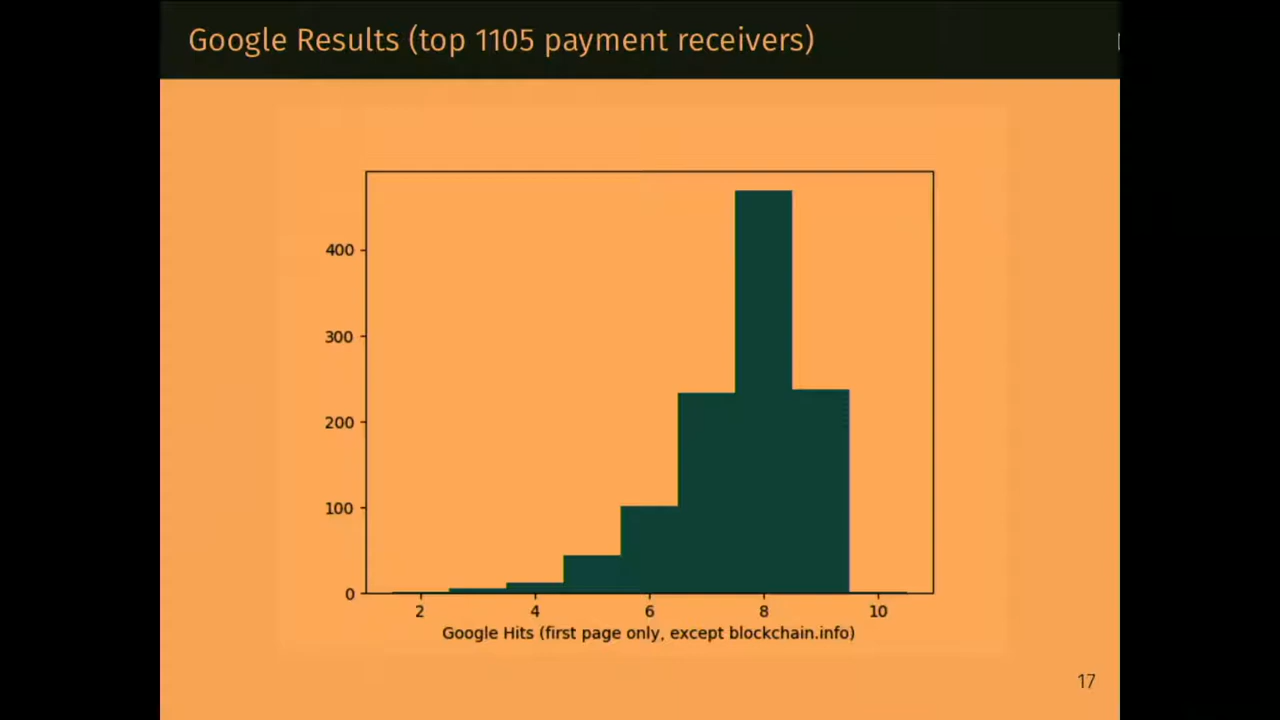 Google Results (top 1105 payment receivers)
400
300
200
100
0
2 4 6 8 10
Google Hits (first page only, except blockchain.info)
17